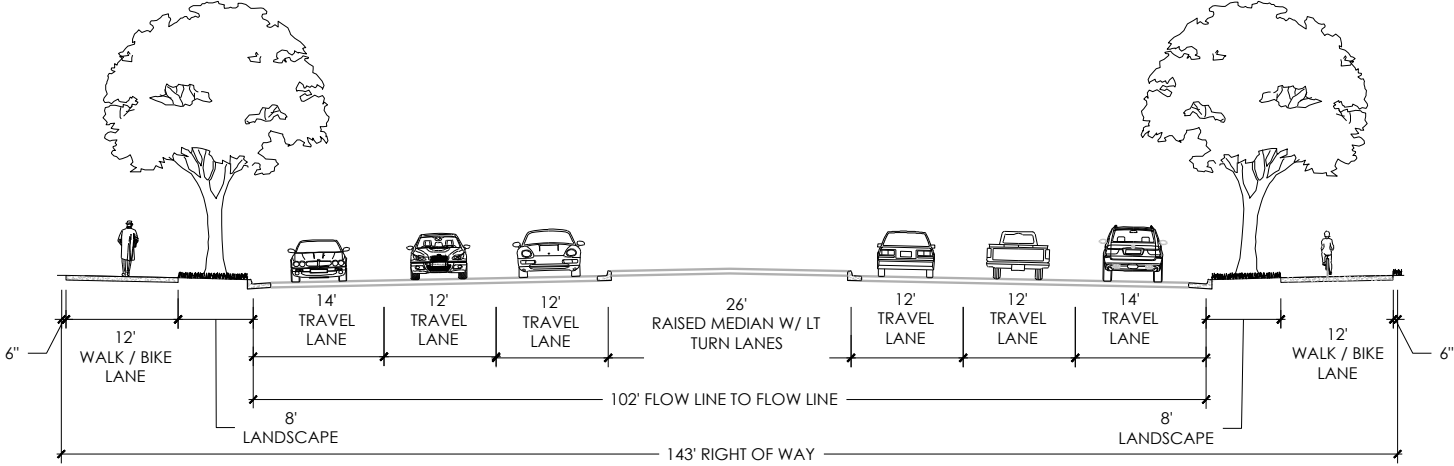 14'
TRAVEL
LANE
12'
TRAVEL
LANE
12'
TRAVEL
LANE
26'
RAISED MEDIAN W/ LT
TURN LANES
12'
TRAVEL
LANE
12'
TRAVEL
LANE
14'
TRAVEL
LANE
6"
12'
WALK / BIKE
LANE
12'
WALK / BIKE
LANE
6"
102' FLOW LINE TO FLOW LINE
8'
LANDSCAPE
8'
LANDSCAPE
143' RIGHT OF WAY